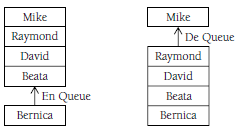 Mike
Raymond
David
Beata
En Queue
Bernica
Mike
De Queue
Raymond
David
Beata
Bernica